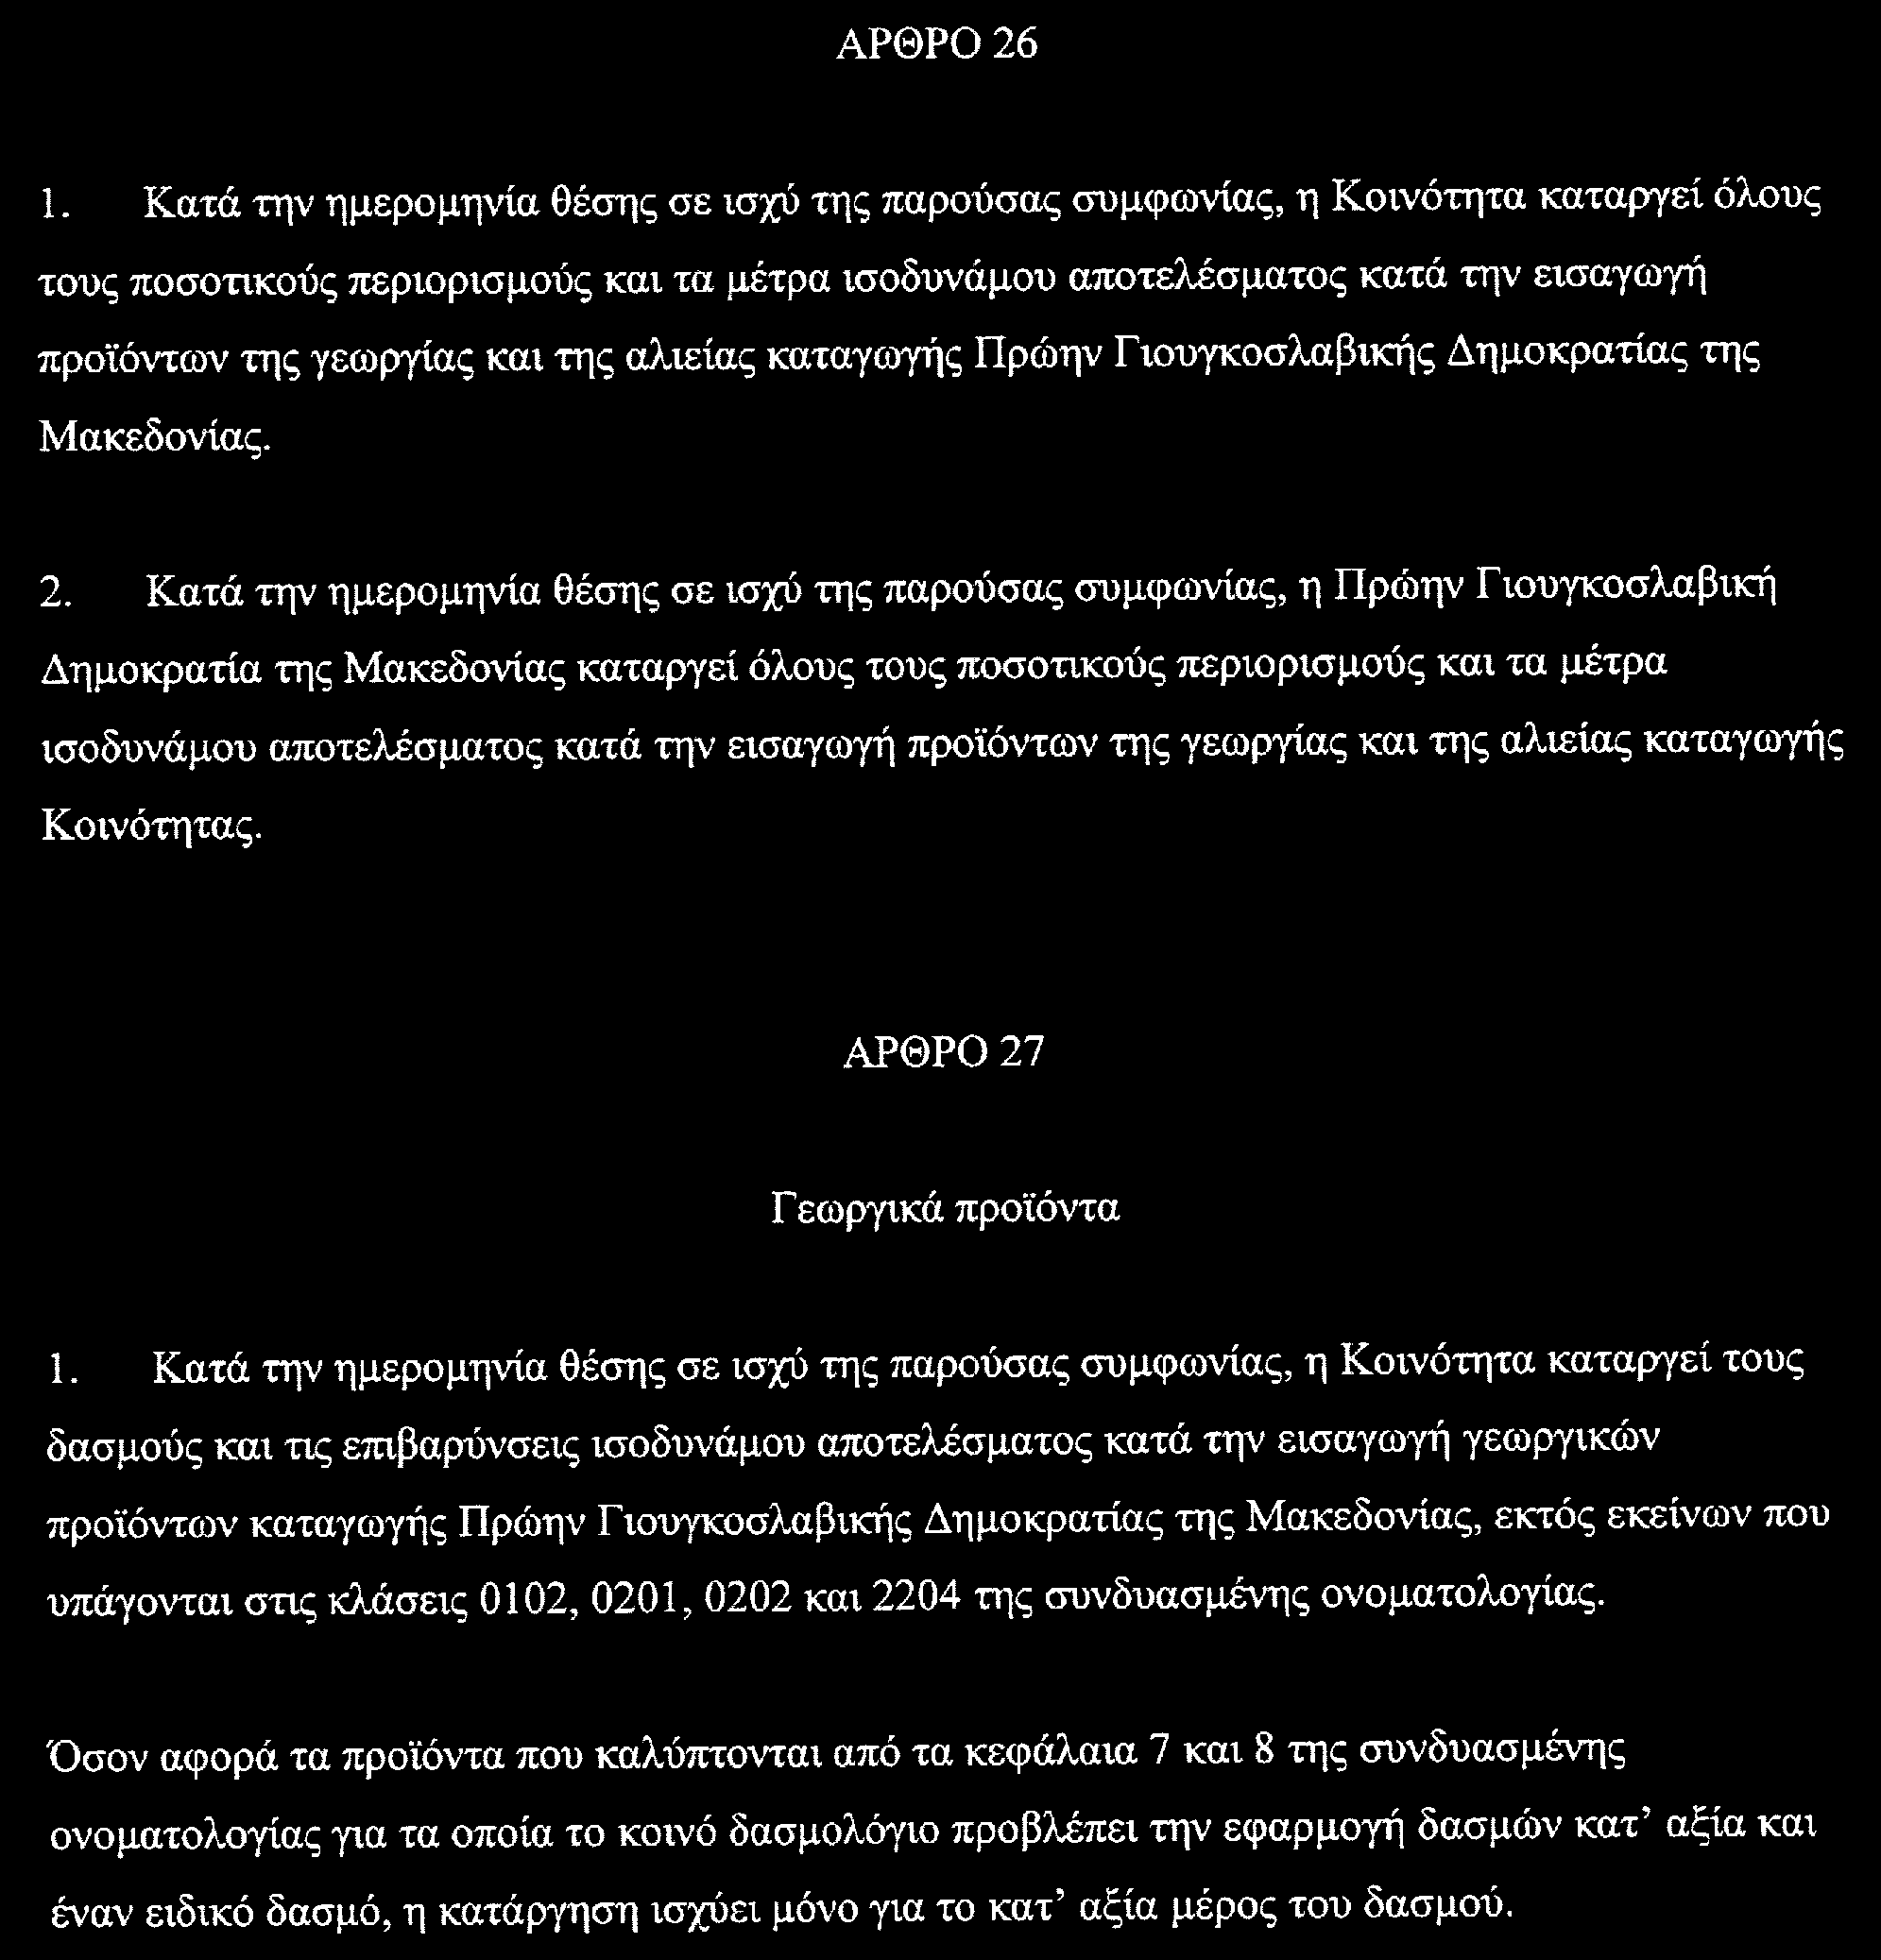 ΑΡΘΡΟ 26
1. Κατά την ημερομηνία θέσης σε ισχύ της παρούσας συμφωνίας, η Κοινότητα καταργεί όλους
τους ποσοτικούς περιορισμούς και τα μέτρα ισοδυνάμου αποτελέσματος κατά την εισαγωγή
προϊόντων της γεωργίας και της αλιείας καταγωγής Πρώην Γιουγκοσλαβικής Δημοκρατίας της
Μακεδονίας.
2. Κατά την ημερομηνία θέσης σε ισχύ της παρούσας συμφωνίας, η Πρώην Γιουγκοσλαβική
Δημοκρατία της Μακεδονίας καταργεί όλους τους ποσοτικούς περιορισμούς και τα μέτρα
ισοδυνάμου αποτελέσματος κατά την εισαγωγή προϊόντων της γεωργίας και της αλιείας καταγωγής
Κοινότητας.
ΑΡΘΡΟ 27
Γεωργικά προϊόντα
1. Κατά την ημερομηνία θέσης σε ισχύ της παρούσας συμφωνίας, η Κοινότητα καταργεί τους
δασμούς και τις επιβαρύνσεις ισοδυνάμου αποτελέσματος κατά την εισαγωγή γεωργικών
προϊόντων καταγωγής Πρώην Γιουγκοσλαβικής Δημοκρατίας της Μακεδονίας, εκτός εκείνων που
υπάγονται στις κλάσεις 0102, 0201, 0202 και 2204 της συνδυασμένης ονοματολογίας.
Όσον αφορά τα προϊόντα που καλύπτονται από τα κεφάλαια 7 και 8 της συνδυασμένης
ονοματολογίας για τα οποία το κοινό δασμολόγιο προβλέπει την εφαρμογή δασμών κατ’ αξία και
έναν ειδικό δασμό, η κατάργηση ισχύει μόνο για το κατ’ αξία μέρος του δασμού.